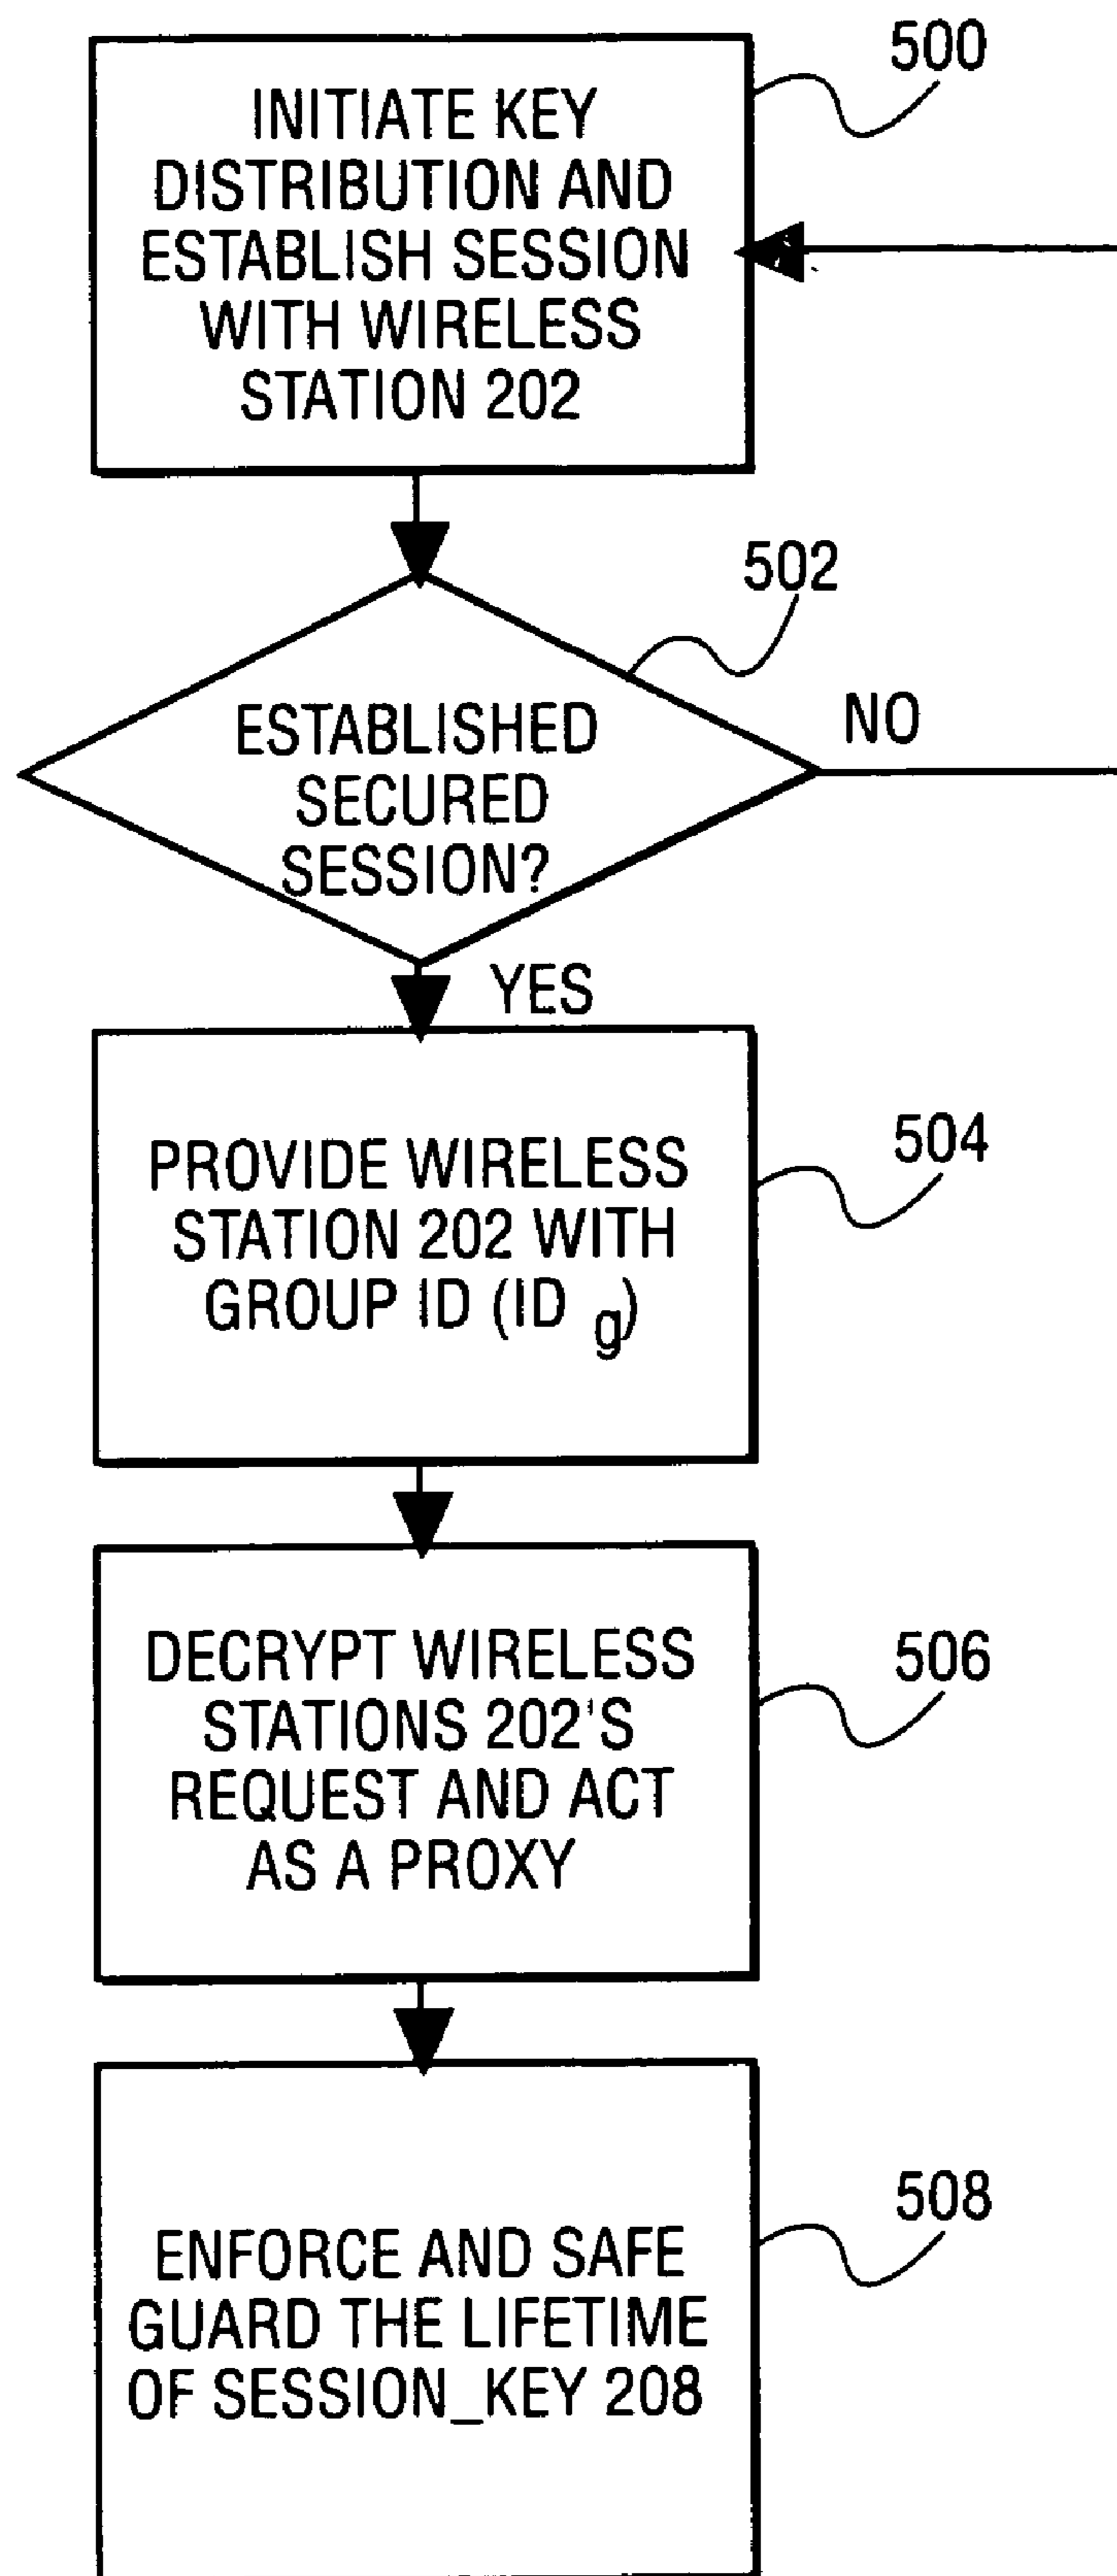 500
INITIATE KEY
DISTRIBUTION AND
ESTABLISH SESSION
WITH WIRELESS
STATION 202
502
ESTABLISHED
SECURED
SESSION?
NO
YES
504
PROVIDE WIRELESS
STATION 202 WITH
GROUP ID (ID g)
506
DECRYPT WIRELESS
STATIONS 202'S
REQUEST AND ACT
AS A PROXY
508
ENFORCE AND SAFE
GUARD THE LIFETIME
OF SESSION_KEY 208